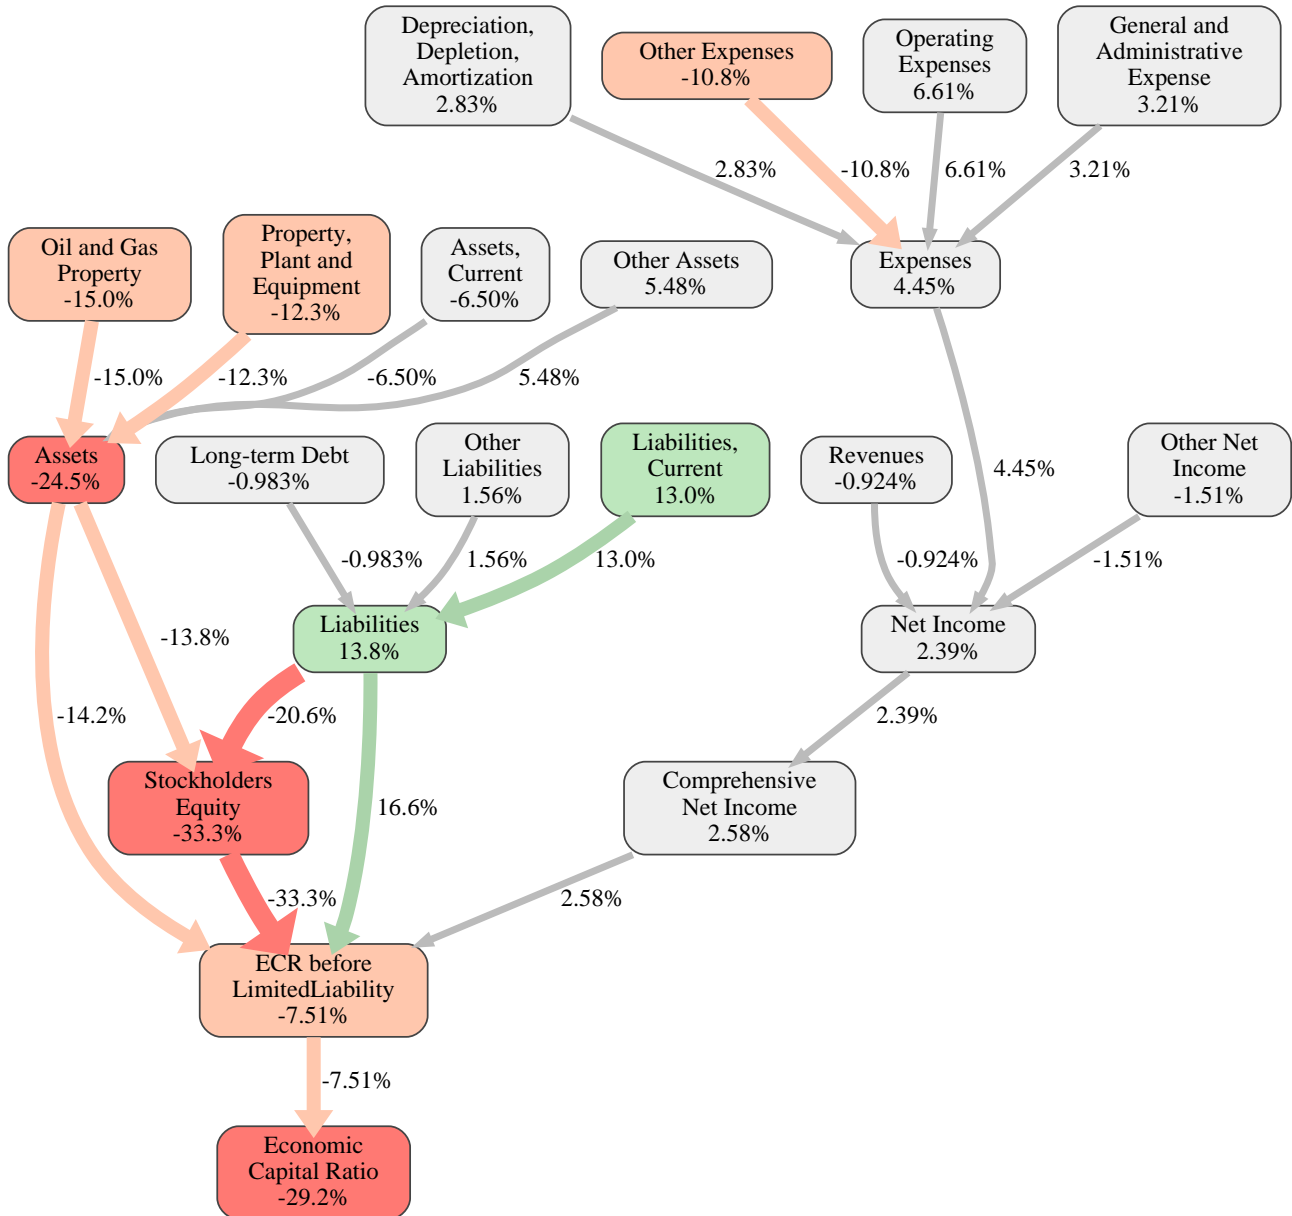 Depreciation,
Depletion,
Amortization
2.83%
Other Expenses
-10.8%
Operating
Expenses
6.61%
General and
Administrative
Expense
3.21%
2.83%
-10.8%
6.61%
3.21%
Oil and Gas
Property
-15.0%
Property,
Plant and
Equipment
-12.3%
Assets,
Current
-6.50%
Other Assets
5.48%
Expenses
4.45%
-15.0%
-12.3%
-6.50%
5.48%
4.45%
Assets
-24.5%
Long-term Debt
-0.983%
Other
Liabilities
1.56%
Liabilities,
Current
13.0%
Revenues
-0.924%
Other Net
Income
-1.51%
-0.983%
1.56%
13.0%
-0.924%
-1.51%
Liabilities
13.8%
Net Income
2.39%
-13.8%
-14.2%
-20.6%
2.39%
Stockholders
Equity
-33.3%
16.6%
Comprehensive
Net Income
2.58%
-33.3%
2.58%
ECR before
LimitedLiability
-7.51%
-7.51%
Economic
Capital Ratio
-29.2%